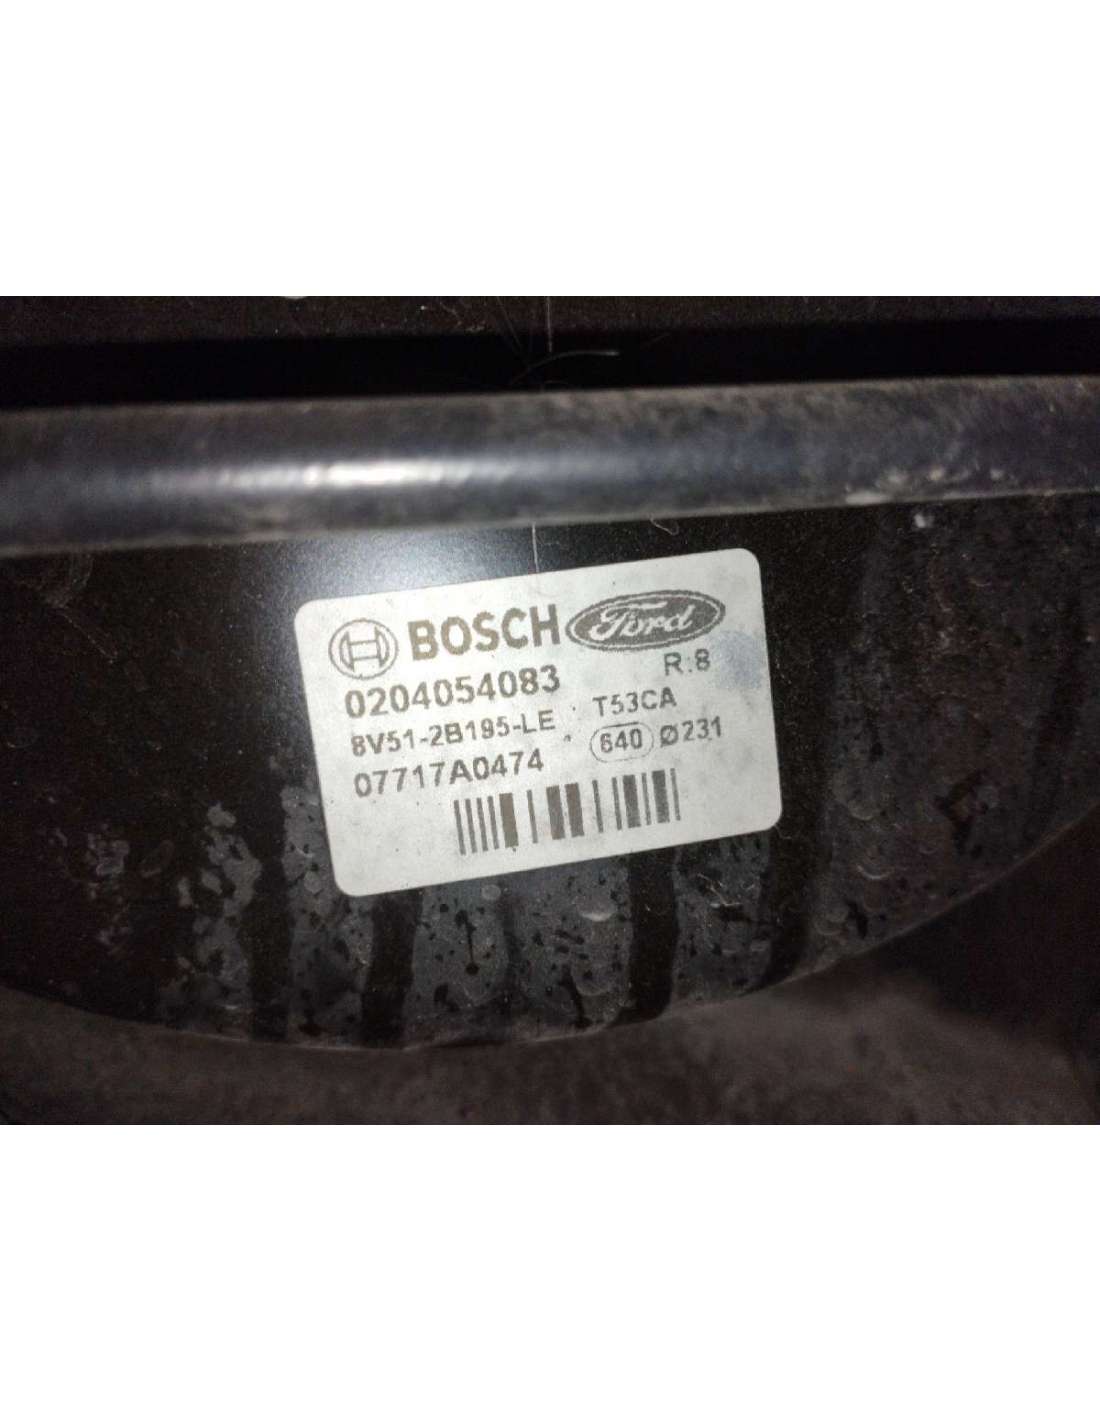 BOSCH Ford
0204054083 R:8
8V51-2B195-LE T53CA
07717A0474 640 Ø231